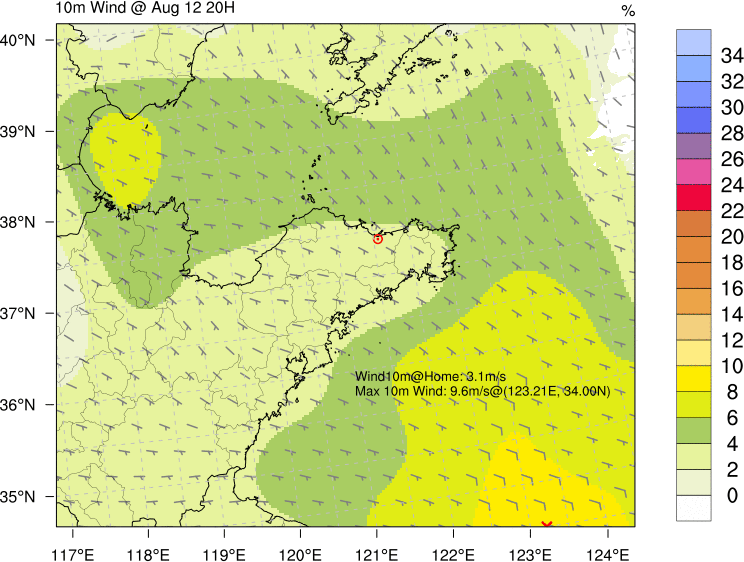 10m Wind @ Aug 12 20H
%
40°N
39°N
38°N
37°N
36°N
35°N
Wind10m@Home: 3.1m/s
Max 10m Wind: 9.6m/s@(123.21E, 34.00N)
117°E 118°E 119°E 120°E 121°E 122°E 123°E 124°E
34
32
30
28
26
24
22
20
18
16
14
12
10
8
6
4
2
0